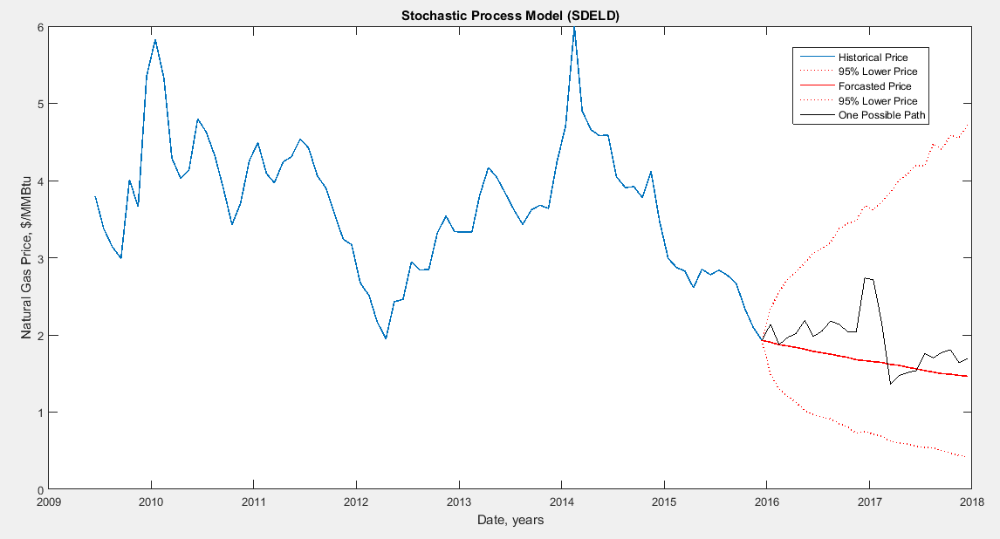 Stochastic Process Model (SDELD)
6
5
4
3
2
1
0
Natural Gas Price, $/MMBtu
Historical Price
95% Lower Price
Forcasted Price
95% Lower Price
One Possible Path
2009 2010 2011 2012 2013 2014 2015 2016 2017 2018
Date, years